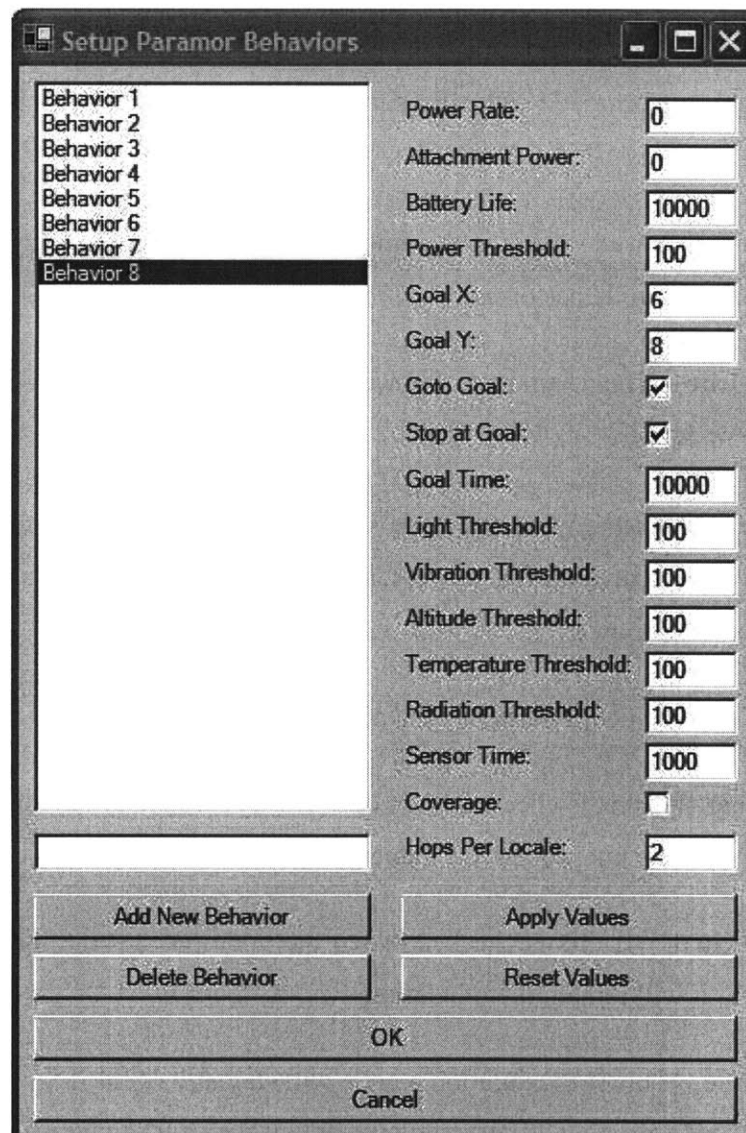 Setup Paramor Behaviors
Behavior 1
Behavior 2
Behavior 3
Behavior 4
Behavior 5
Behavior 6
Behavior 7
Behavior 8
Power Rate: 0
Attachment Power: 0
Battery Life: 10000
Power Threshold: 100
Goal X: 6
Goal Y: 8
Goto Goal:
Stop at Goal:
Goal Time: 10000
Light Threshold: 100
Vibration Threshold: 100
Altitude Threshold: 100
Temperature Threshold: 100
Radiation Threshold: 100
Sensor Time: 1000
Coverage:
Hops Per Locale: 2
Add New Behavior
Apply Values
Delete Behavior
Reset Values
OK
Cancel